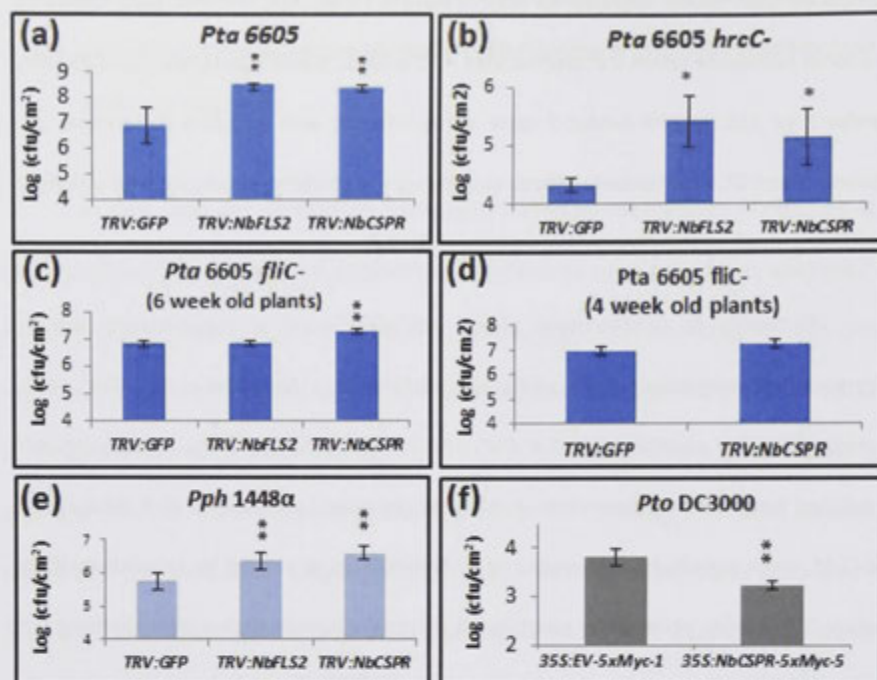 (a)
Pta 6605
Log (cfu/cm²)
9
8
7
6
5
4
**
**
TRV:GFP TRV:NbFLS2 TRV:NbCSPR
(b)
Pta 6605 hrcC-
Log (cfu/cm2)
6
5
4
*
*
TRV:GFP TRV:NbFLS2 TRV:NbCSPR
(c)
Pta 6605 fliC-
(6 week old plants)
Log (cfu/cm²)
8
7
6
5
4
**
TRV:GFP TRV:NbFLS2 TRV:NbCSPR
(d)
Pta 6605 fliC-
(4 week old plants)
Log (cfu/cm2)
8
7
6
5
4
TRV:GFP TRV:NbCSPR
(e)
Pph 1448α
Log (cfu/cm²)
7
6
5
4
**
**
TRV:GFP TRV:NbFLS2 TRV:NbCSPR
(f)
Pto DC3000
Log (cfu/cm²)
4
3
2
**
35S:EV-5xMyc-1 35S:NbCSPR-5xMyc-5